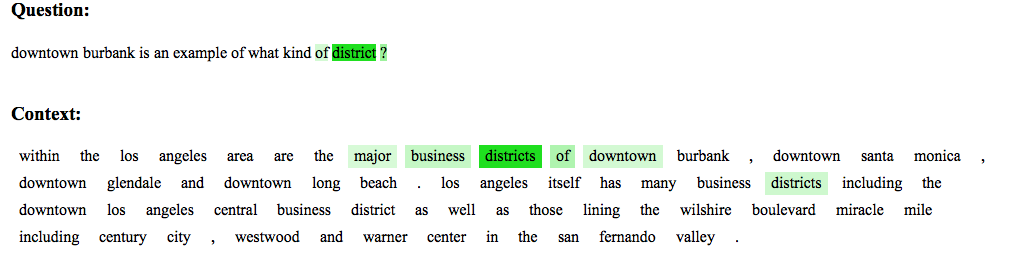 Question:
downtown burbank is an example of what kind of district ?
Context:
within the los angeles area are the major business districts of downtown burbank , downtown santa monica ,
downtown glendale and downtown long beach . los angeles itself has many business districts including the
downtown los angeles central business district as well as those lining the wilshire boulevard miracle mile
including century city , westwood and warner center in the san fernando valley .